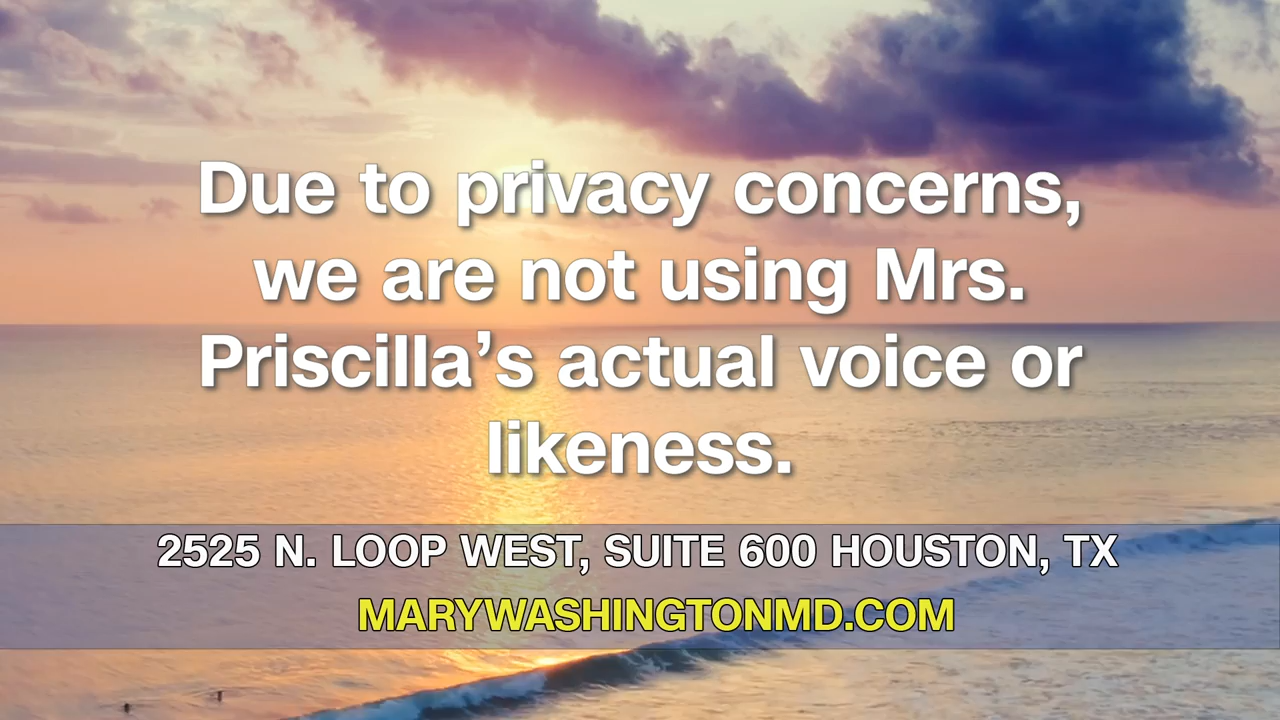 Due to privacy concerns,
we are not using Mrs.
Priscilla’s actual voice or
likeness.
2525 N. LOOP WEST, SUITE 600 HOUSTON, TX
MARYWASHINGTONMD.COM